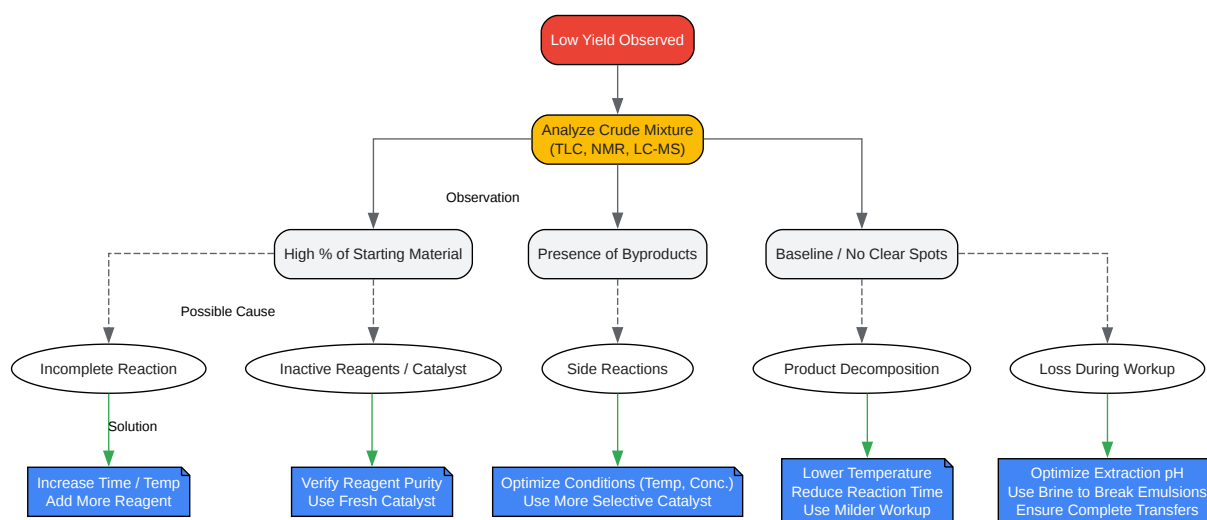 Low Yield Observed
Analyze Crude Mixture
(TLC, NMR, LC-MS)
Observation
High % of Starting Material
Presence of Byproducts
Baseline / No Clear Spots
Possible Cause
Incomplete Reaction
Inactive Reagents / Catalyst
Side Reactions
Product Decomposition
Loss During Workup
Solution
Increase Time / Temp
Add More Reagent
Verify Reagent Purity
Use Fresh Catalyst
Optimize Conditions (Temp, Conc.)
Use More Selective Catalyst
Lower Temperature
Reduce Reaction Time
Use Milder Workup
Optimize Extraction pH
Use Brine to Break Emulsions
Ensure Complete Transfers